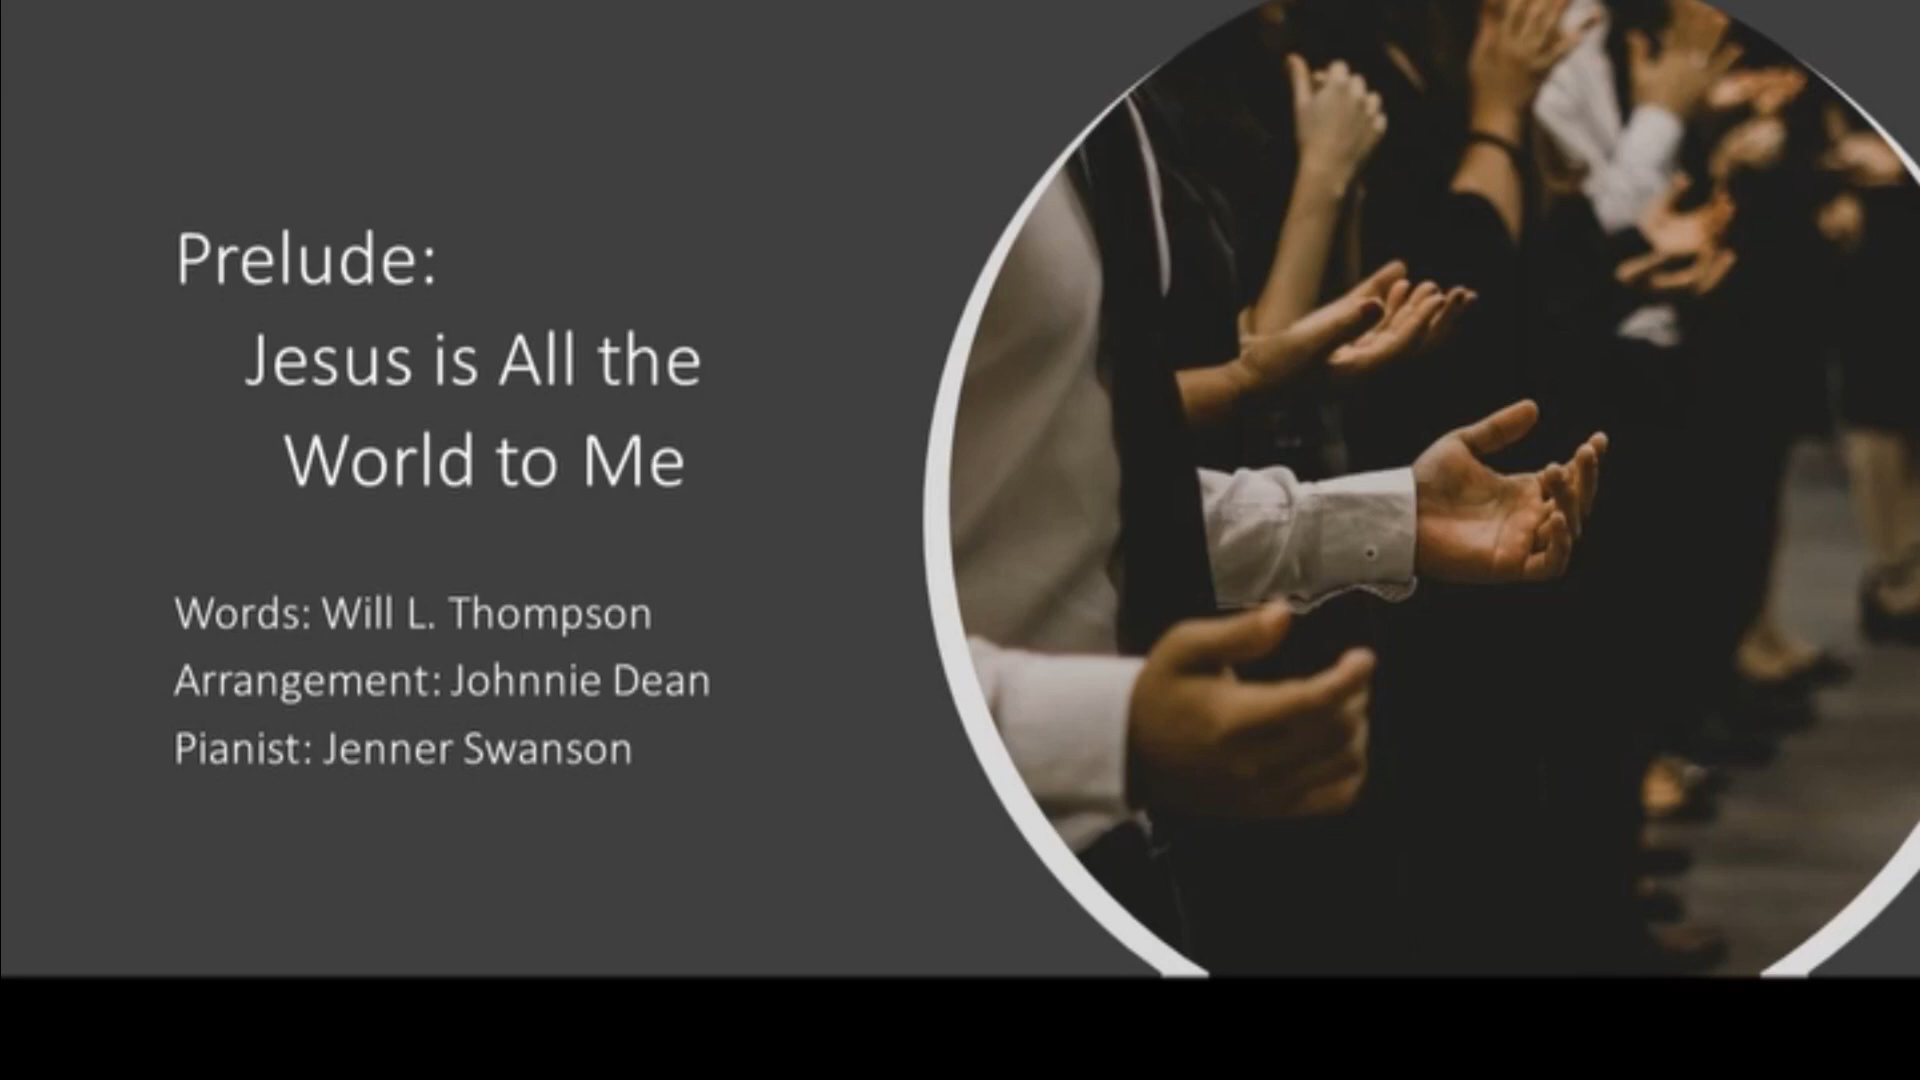 Prelude:
Jesus is All the
World to Me
Words: Will L. Thompson
Arrangement: Johnnie Dean
Pianist: Jenner Swanson